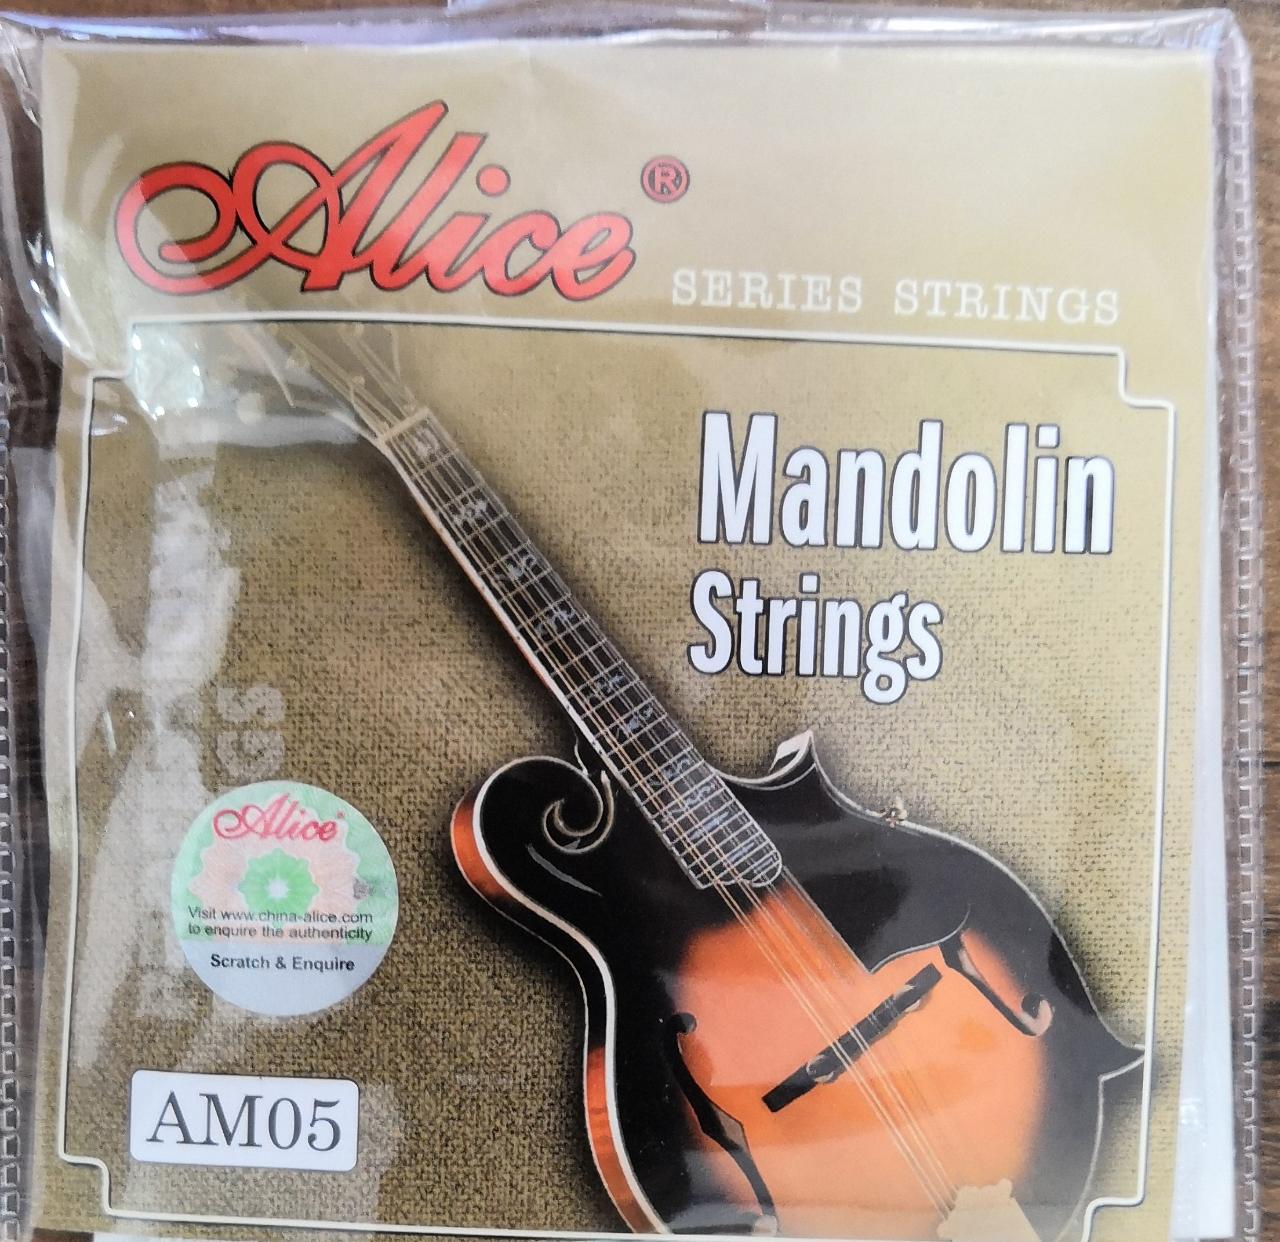 Alice®
SERIES STRINGS
Mandolin
Strings
Alice®
Visit www.china-alice.com
to enquire the authenticity
Scratch & Enquire
AM05